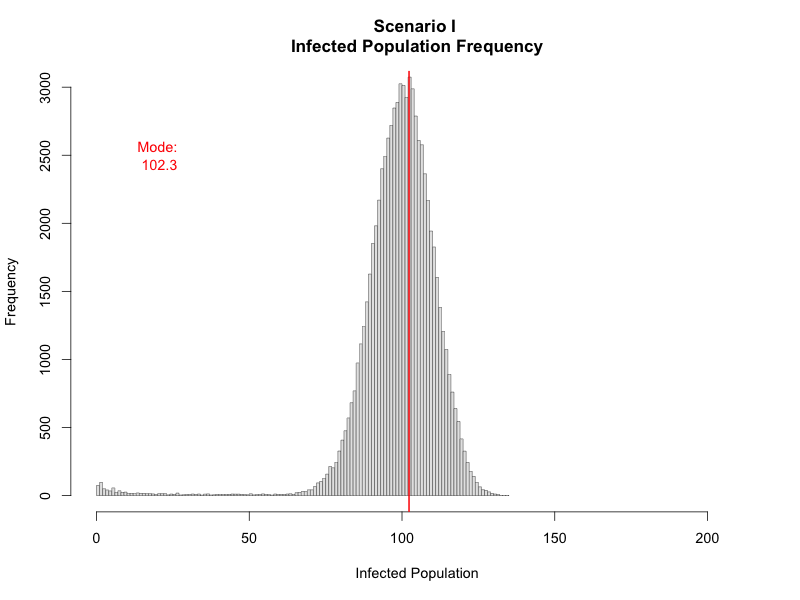 Scenario I
Infected Population Frequency
Mode:
102.3
Frequency
3000
2500
2000
1500
1000
500
0
0 50 100 150 200
Infected Population